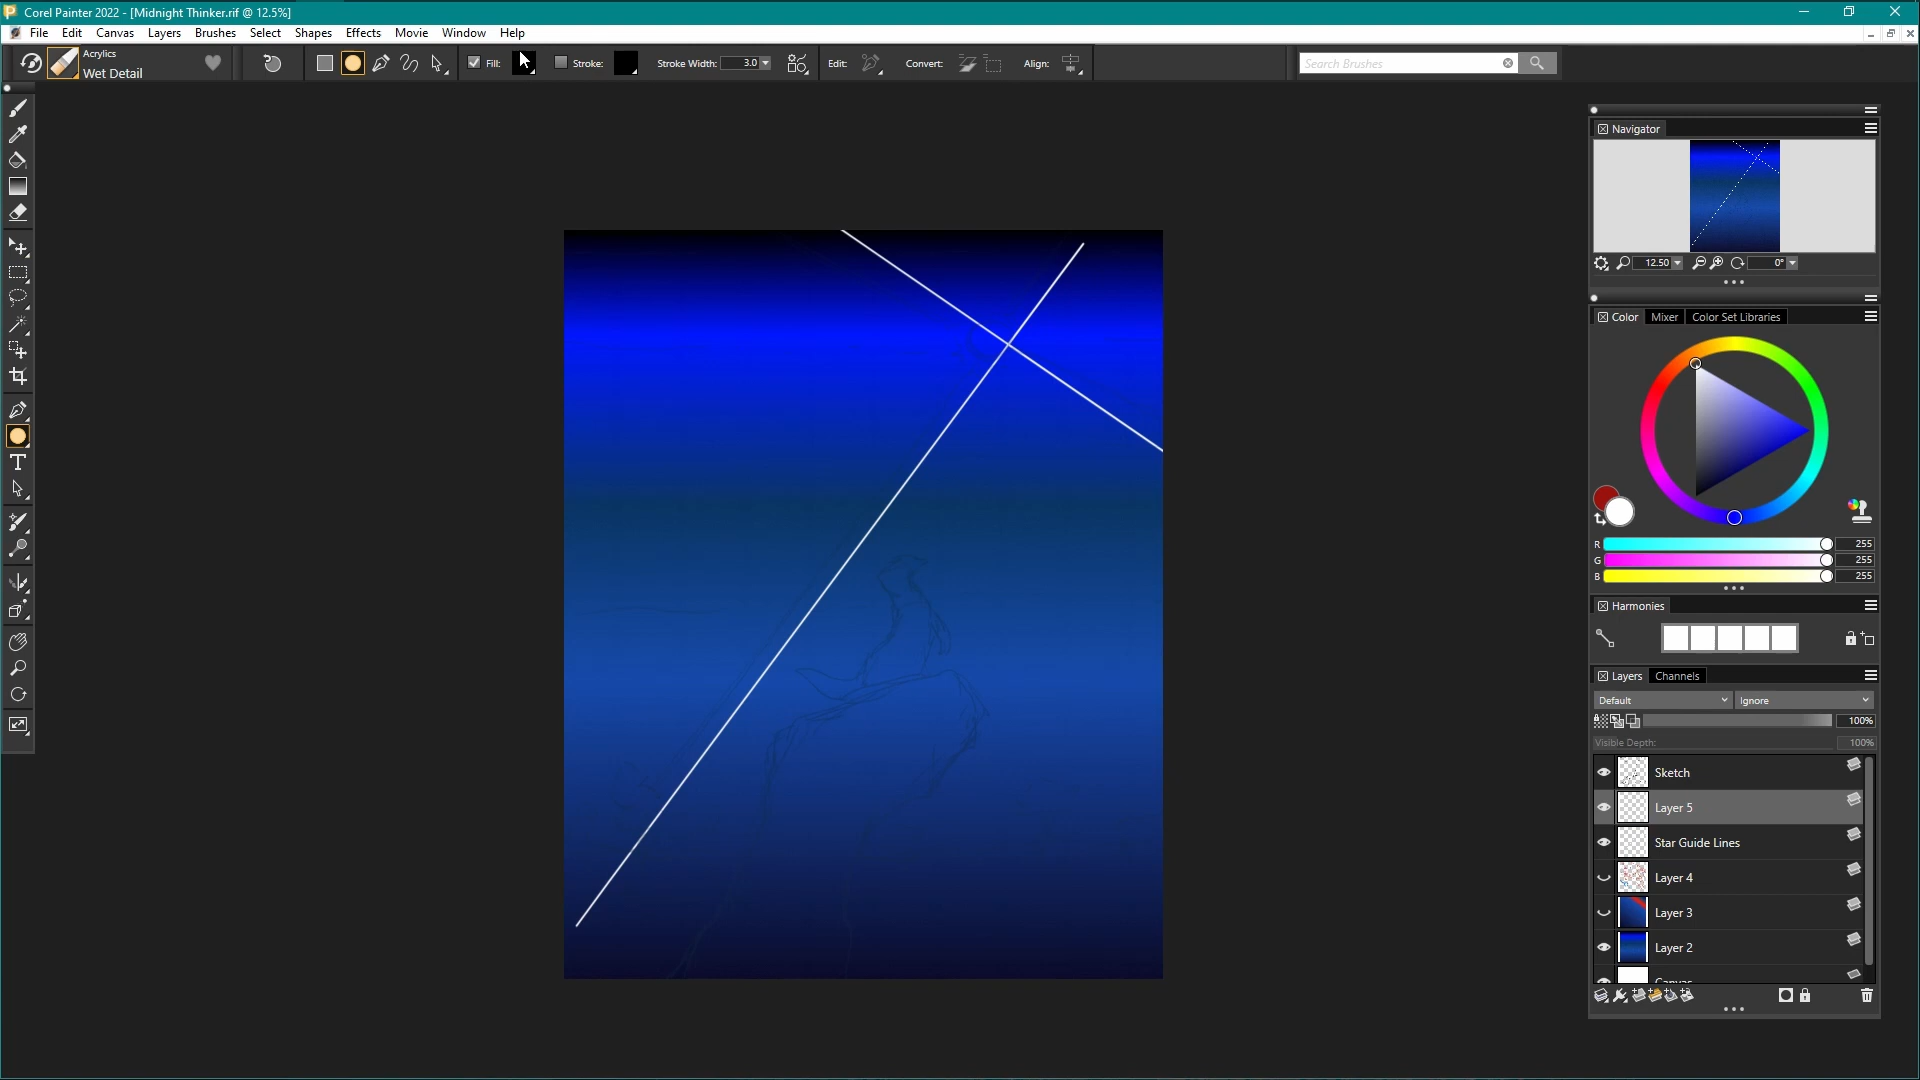 Corel Painter 2022 - [Midnight Thinker.rif @ 12.5%]
File Edit Canvas Layers Brushes Select Shapes Effects Movie Window Help
Acrylics
Wet Detail
Fill: Stroke: Stroke Width: 3.0 Edit: Convert: Align: Search Brushes
Navigator
12.50 0°
Color Mixer Color Set Libraries
R 255
G 255
B 255
Harmonies
Layers Channels
Default Ignore
100%
Visible Depth: 100%
Sketch
Layer 5
Star Guide Lines
Layer 4
Layer 3
Layer 2
Canvas